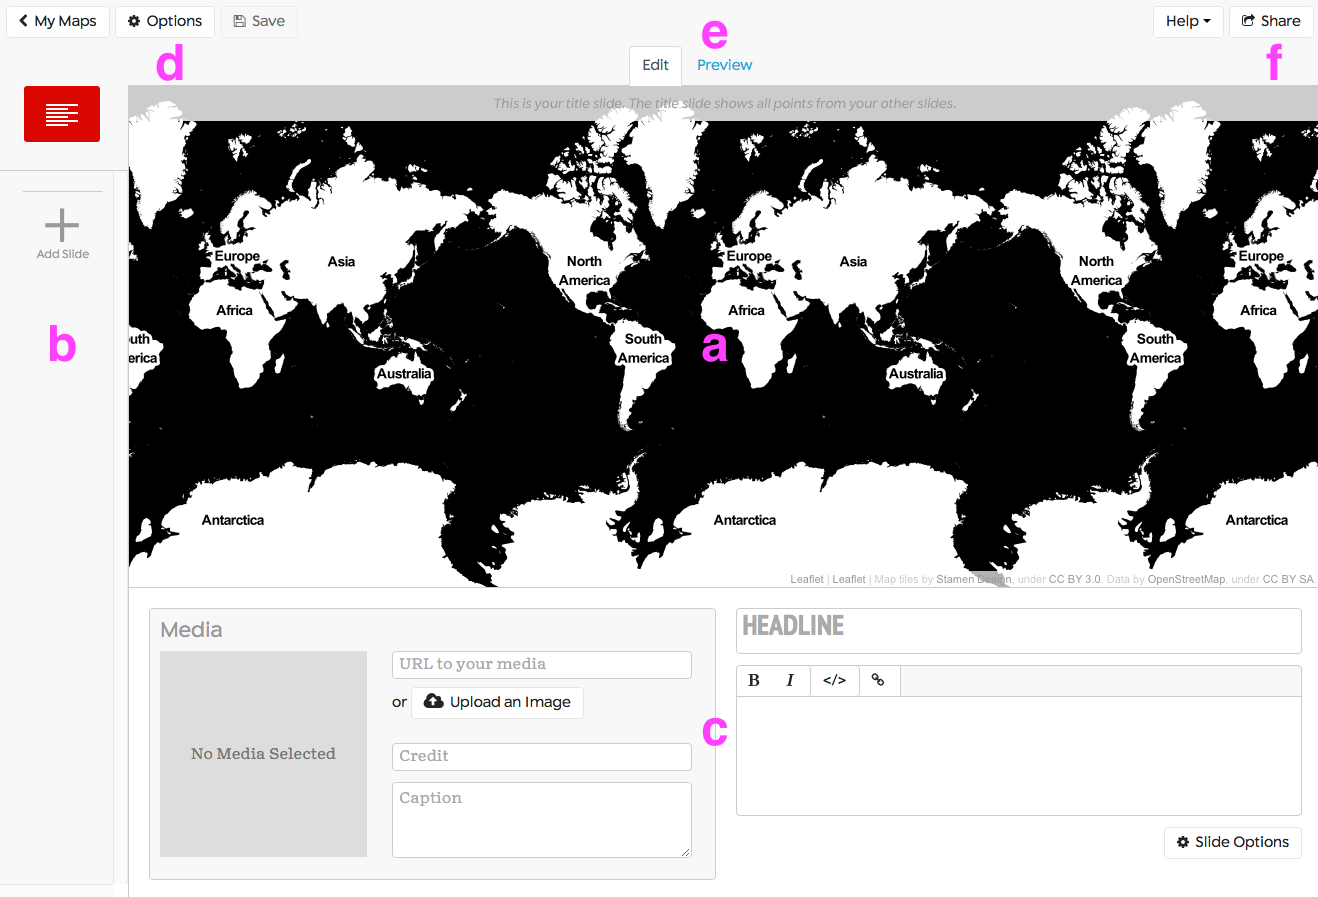 My Maps Options Save Help Share
d e f
Edit Preview
This is your title slide. The title slide shows all points from your other slides.
Add Slide
b
Europe Asia North America Europe Asia North America Europe
Africa Africa Africa
uth erica South America a South America
Australia Australia
Antarctica Antarctica Antarctica
Leaflet | Leaflet | Map tiles by Stamen Design, under CC BY 3.0. Data by OpenStreetMap, under CC BY SA.
Media
No Media Selected
URL to your media
or Upload an Image
Credit
Caption
c
HEADLINE
B I </>
Slide Options